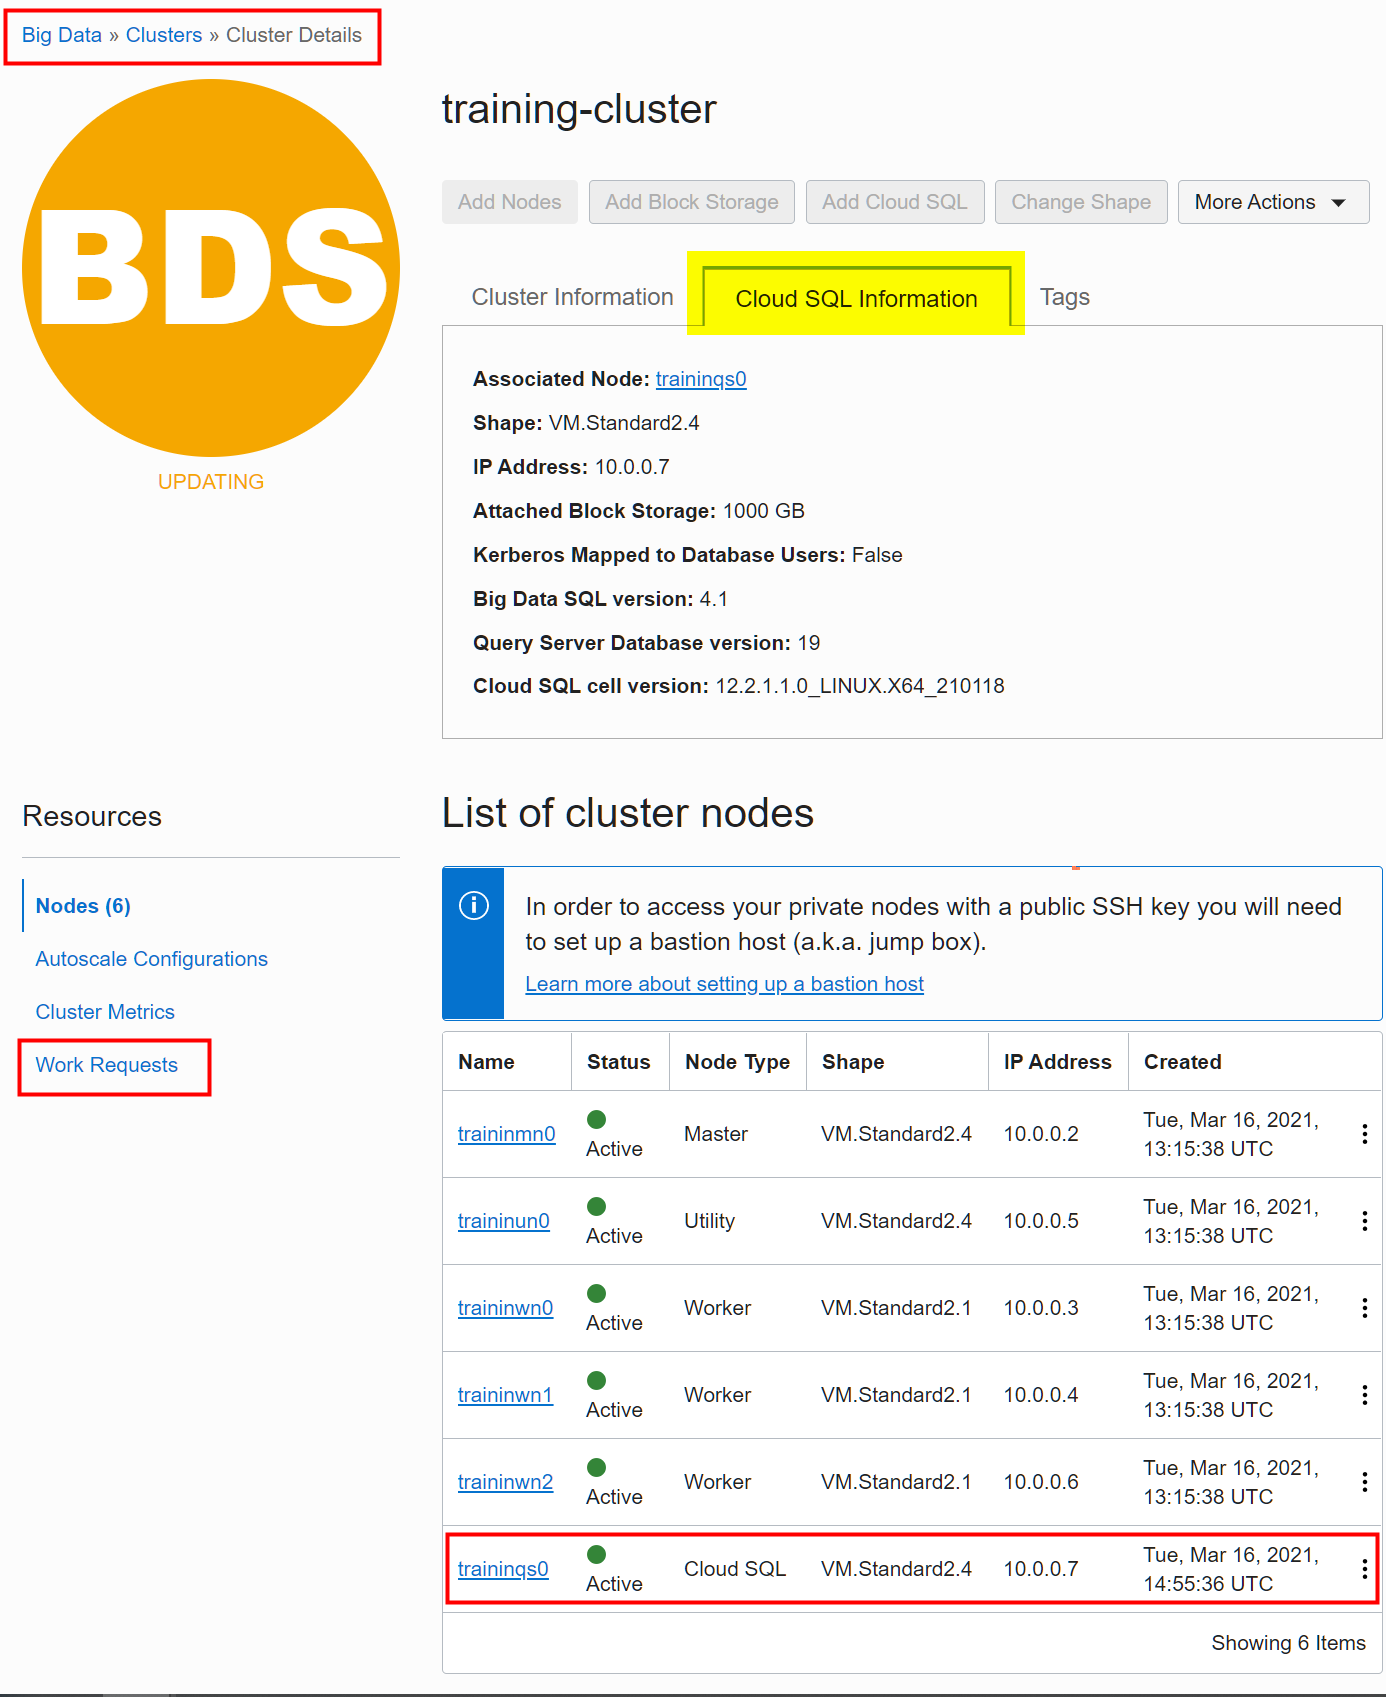 Big Data » Clusters » Cluster Details
BDS
UPDATING
training-cluster
Add Nodes
Add Block Storage
Add Cloud SQL
Change Shape
More Actions
Cluster Information
Cloud SQL Information
Tags
Associated Node: traininqs0
Shape: VM.Standard2.4
IP Address: 10.0.0.7
Attached Block Storage: 1000 GB
Kerberos Mapped to Database Users: False
Big Data SQL version: 4.1
Query Server Database version: 19
Cloud SQL cell version: 12.2.1.1.0_LINUX.X64_210118
Resources
Nodes (6)
Autoscale Configurations
Cluster Metrics
Work Requests
List of cluster nodes
In order to access your private nodes with a public SSH key you will need
to set up a bastion host (a.k.a. jump box).
Learn more about setting up a bastion host
Name Status Node Type Shape IP Address Created
traininmn0 Active Master VM.Standard2.4 10.0.0.2 Tue, Mar 16, 2021,
13:15:38 UTC
traininun0 Active Utility VM.Standard2.4 10.0.0.5 Tue, Mar 16, 2021,
13:15:38 UTC
traininwn0 Active Worker VM.Standard2.1 10.0.0.3 Tue, Mar 16, 2021,
13:15:38 UTC
traininwn1 Active Worker VM.Standard2.1 10.0.0.4 Tue, Mar 16, 2021,
13:15:38 UTC
traininwn2 Active Worker VM.Standard2.1 10.0.0.6 Tue, Mar 16, 2021,
13:15:38 UTC
traininqs0 Active Cloud SQL VM.Standard2.4 10.0.0.7 Tue, Mar 16, 2021,
14:55:36 UTC
Showing 6 Items